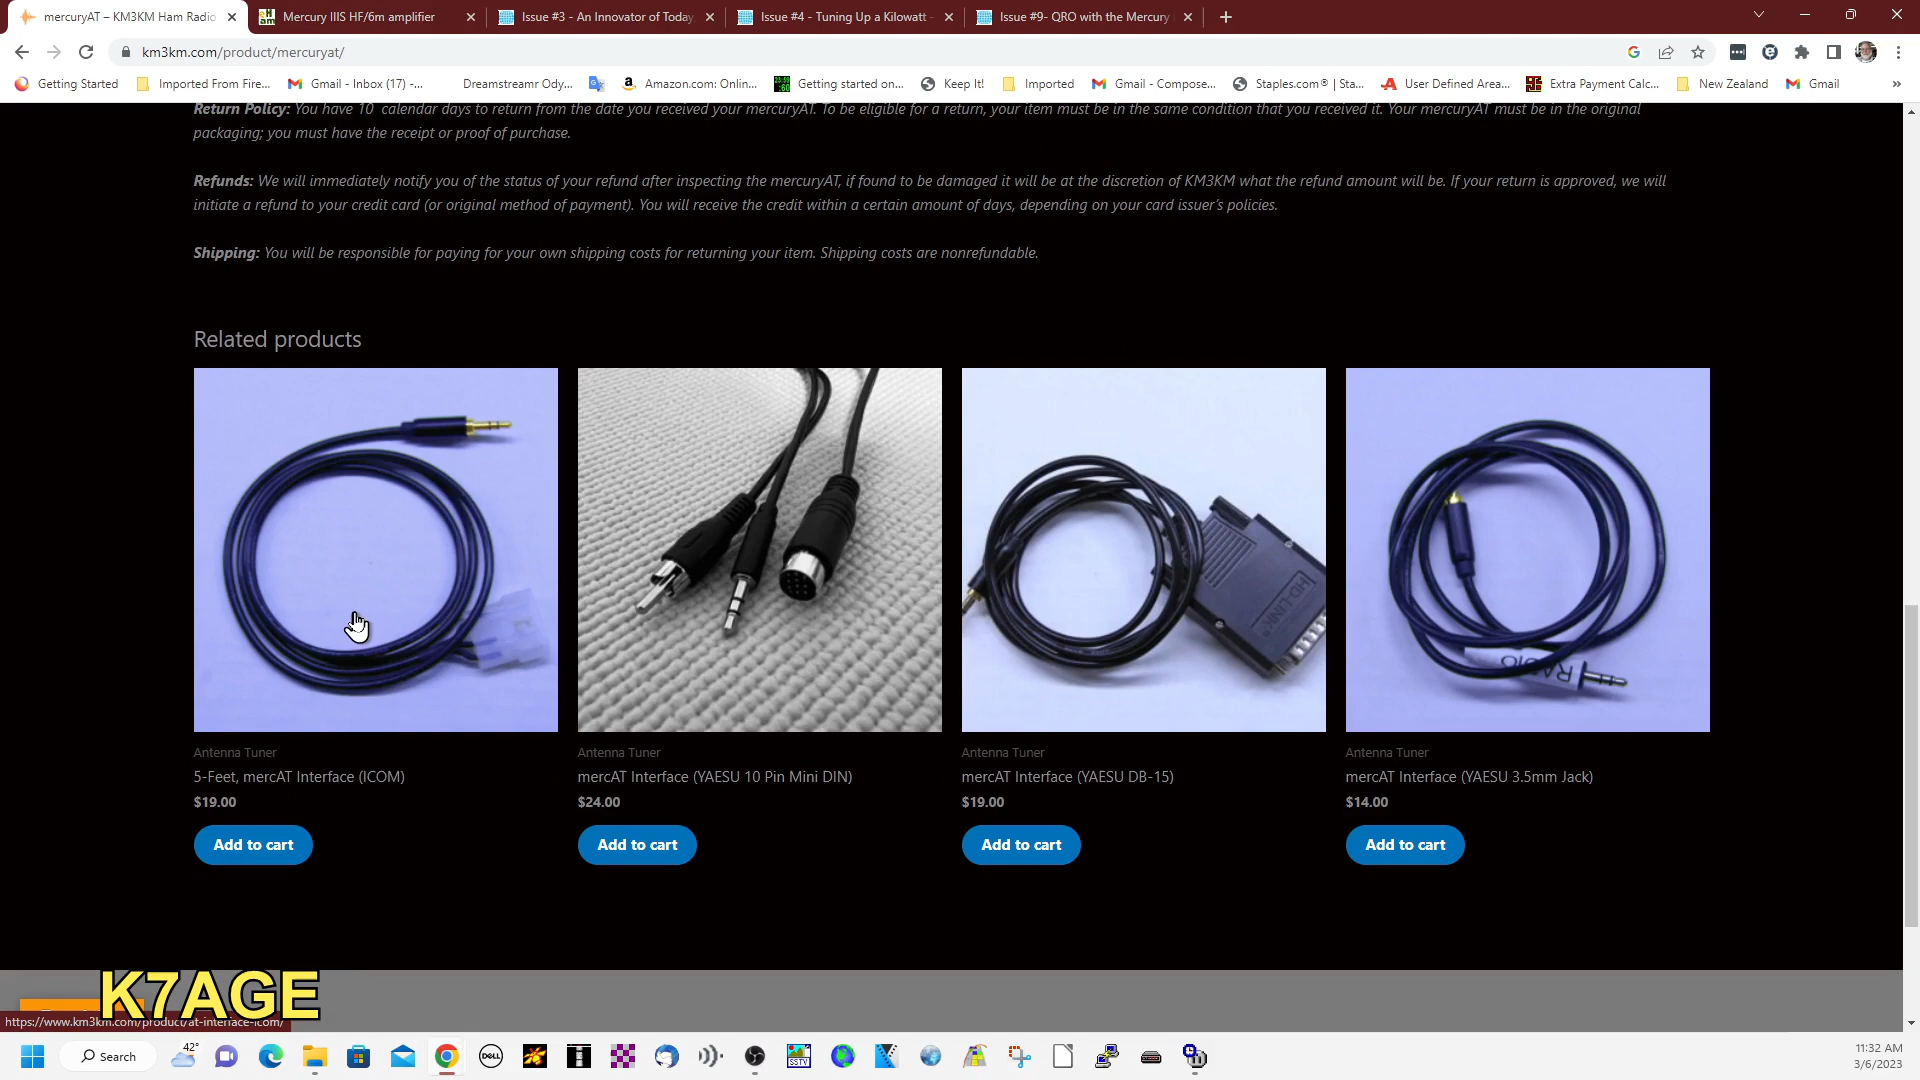 mercuryAT – KM3KM Ham Radio
Mercury IIIS HF/6m amplifier
Issue #3 - An Innovator of Today
Issue #4 - Tuning Up a Kilowatt -
Issue #9- QRO with the Mercury
km3km.com/product/mercuryat/
Getting Started
Imported From Fire...
Gmail - Inbox (17) -...
Dreamstreamr Ody...
Amazon.com: Onlin...
Getting started on...
Keep It!
Imported
Gmail - Compose...
Staples.com® | Sta...
User Defined Area...
Extra Payment Calc...
New Zealand
Gmail
Return Policy: You have 10 calendar days to return from the date you received your mercuryAT. To be eligible for a return, your item must be in the same condition that you received it. Your mercuryAT must be in the original
packaging; you must have the receipt or proof of purchase.
Refunds: We will immediately notify you of the status of your refund after inspecting the mercuryAT, if found to be damaged it will be at the discretion of KM3KM what the refund amount will be. If your return is approved, we will
initiate a refund to your credit card (or original method of payment). You will receive the credit within a certain amount of days, depending on your card issuer’s policies.
Shipping: You will be responsible for paying for your own shipping costs for returning your item. Shipping costs are nonrefundable.
Related products
HD-LINK
RADIO
Antenna Tuner
5-Feet, mercAT Interface (ICOM)
$19.00
Add to cart
Antenna Tuner
mercAT Interface (YAESU 10 Pin Mini DIN)
$24.00
Add to cart
Antenna Tuner
mercAT Interface (YAESU DB-15)
$19.00
Add to cart
Antenna Tuner
mercAT Interface (YAESU 3.5mm Jack)
$14.00
Add to cart
K7AGE
https://www.km3km.com/product/at-interface-icom/
Search
42°
DELL
SSTV
11:32 AM
3/6/2023